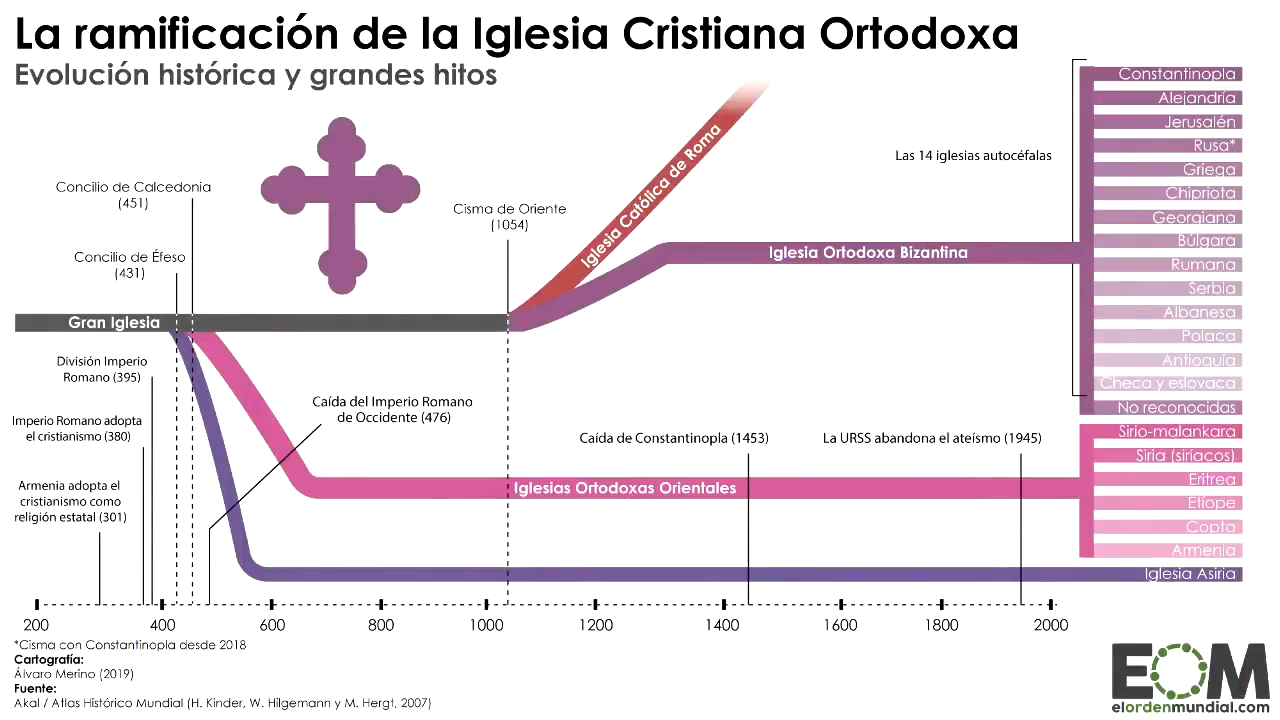 La ramificación de la Iglesia Cristiana Ortodoxa
Evolución histórica y grandes hitos
Concilio de Calcedonia
(451)
Concilio de Éfeso
(431)
Cisma de Oriente
(1054)
Iglesia Católica de Roma
Las 14 iglesias autocéfalas
Iglesia Ortodoxa Bizantina
Gran Iglesia
División Imperio
Romano (395)
Imperio Romano adopta
el cristianismo (380)
Armenia adopta el
cristianismo como
religión estatal (301)
Caída del Imperio Romano
de Occidente (476)
Caída de Constantinopla (1453)
La URSS abandona el ateísmo (1945)
Iglesias Ortodoxas Orientales
Constantinopla
Alejandría
Jerusalén
Rusa*
Griega
Chipriota
Georgiana
Búlgara
Rumana
Serbia
Albanesa
Polaca
Antioquía
Checa y eslovaca
No reconocidas
Sirio-malankara
Siria (siríacos)
Eritrea
Etíope
Copta
Armenia
Iglesia Asiria
200 400 600 800 1000 1200 1400 1600 1800 2000
*Cisma con Constantinopla desde 2018
Cartografía:
Álvaro Merino (2019)
Fuente:
Akal / Atlas Histórico Mundial (H. Kinder, W. Hilgemann y M. Hergt, 2007)
EOM
elordenmundial.com